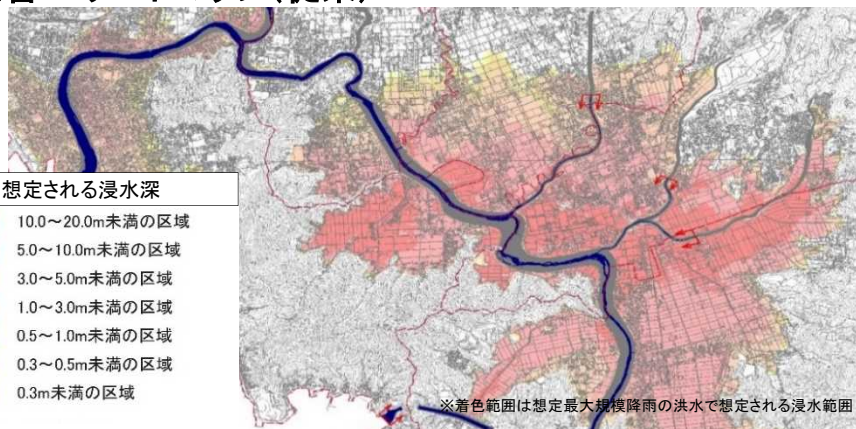 想定される浸水深
10.0～20.0m未満の区域
5.0～10.0m未満の区域
3.0～5.0m未満の区域
1.0～3.0m未満の区域
0.5～1.0m未満の区域
0.3～0.5m未満の区域
0.3m未満の区域
※着色範囲は想定最大規模降雨の洪水で想定される浸水範囲